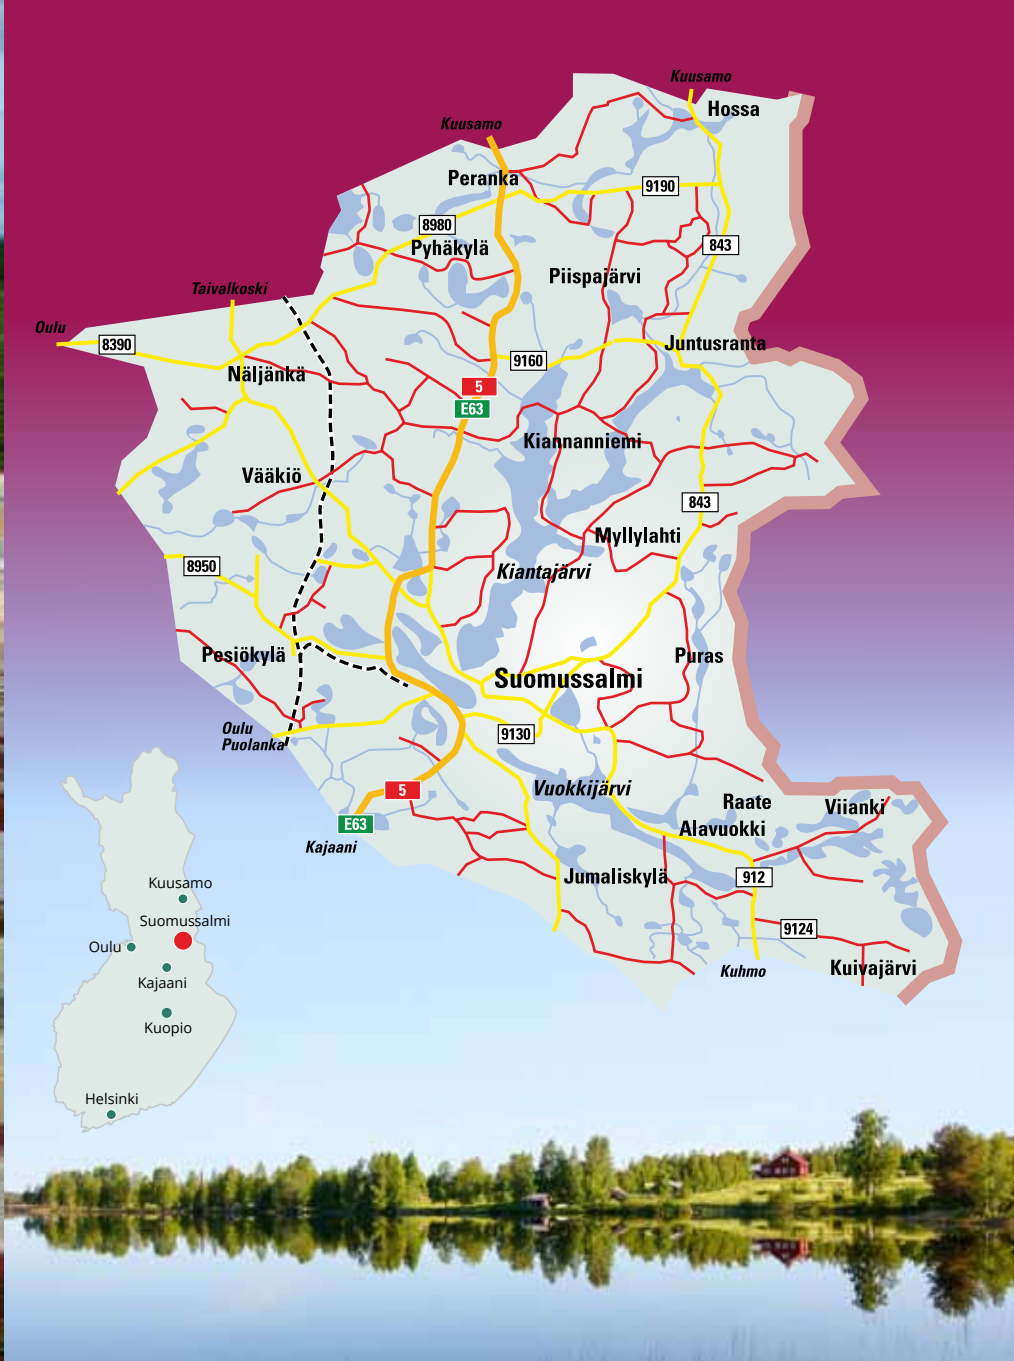 Kuusamo
Hossa
Kuusamo
Peranka
9190
8980
843
Pyhäkylä
Piispajärvi
Taivalkoski
Oulu
8390
Juntusranta
9160
Näljänkä
5
E63
Kiannanniemi
Vääkiö
843
Myllylahti
8950
Kiantajärvi
Pesiökylä
Puras
Suomussalmi
Oulu
Puolanka
9130
Vuokkijärvi
5
Raate
Viianki
E63
Alavuokki
Kajaani
Jumaliskylä
912
9124
Kuhmo
Kuivajärvi
Kuusamo
Suomussalmi
Oulu
Kajaani
Kuopio
Helsinki